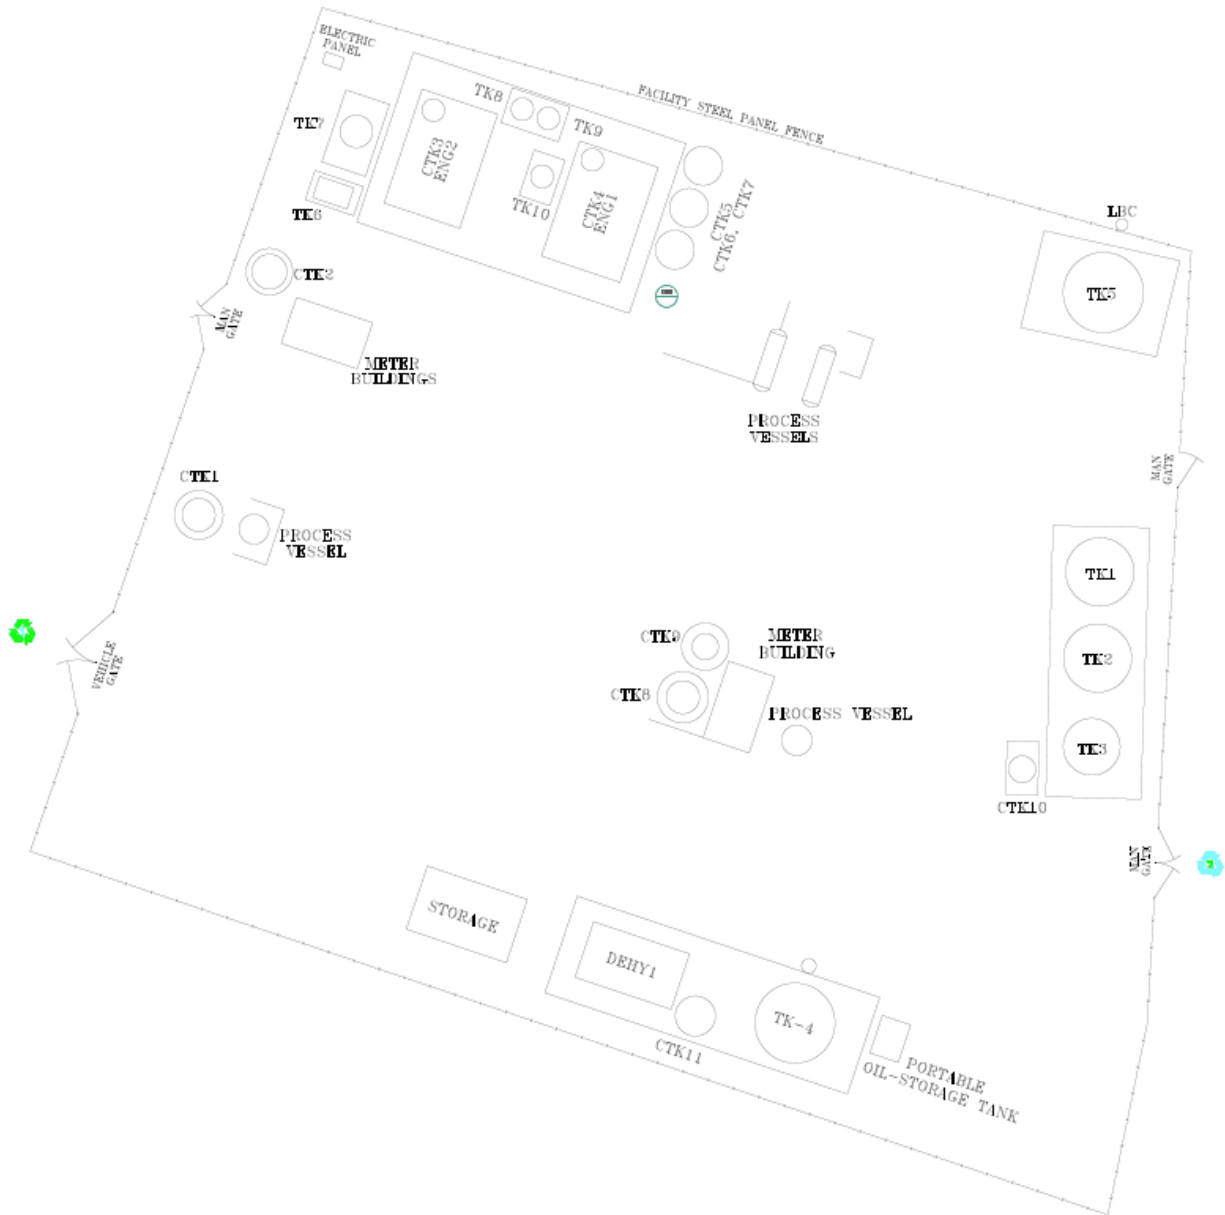 ELECTRIC
PANEL
TK7
TK6
CTK2
MAN
GATE
METER
BUILDINGS
TK8
TK9
CTK3
ENG2
TK10
CTK4
ENG1
FACILITY STEEL PANEL FENCE
CTK5
CTK6, CTK7
LBC
TK5
PROCESS
VESSELS
MAN
GATE
CTK1
PROCESS
VESSEL
VEHICLE
GATE
CTK9
METER
BUILDING
CTK8
PROCESS VESSEL
TK1
TK2
TK3
CTK10
MAN
GATE
STORAGE
DEHY1
CTK11
TK-4
PORTABLE
OIL-STORAGE TANK